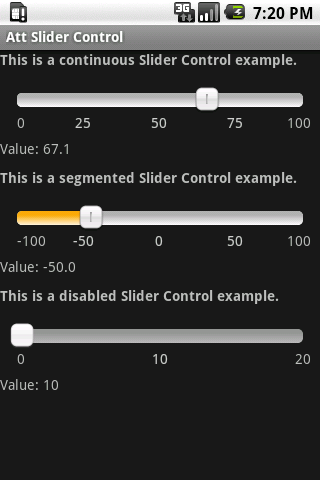 3G 7:20 PM
Att Slider Control
This is a continuous Slider Control example.
0 25 50 75 100
Value: 67.1
This is a segmented Slider Control example.
-100 -50 0 50 100
Value: -50.0
This is a disabled Slider Control example.
0 10 20
Value: 10